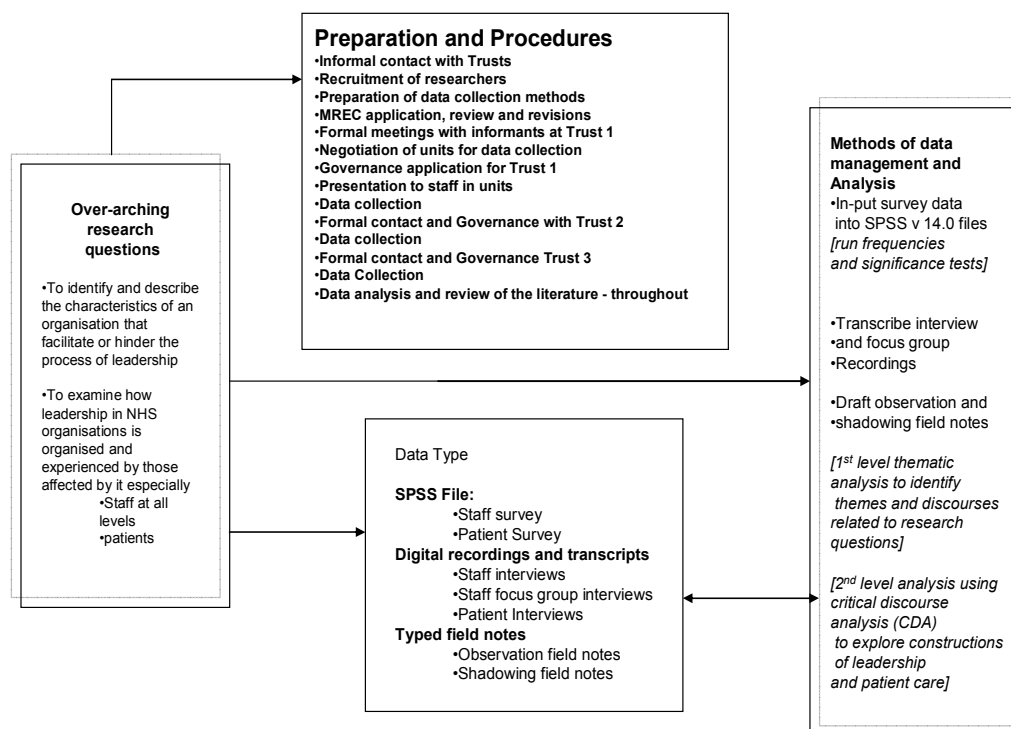 Preparation and Procedures
•Informal contact with Trusts
•Recruitment of researchers
•Preparation of data collection methods
•MREC application, review and revisions
•Formal meetings with informants at Trust 1
•Negotiation of units for data collection
•Governance application for Trust 1
•Presentation to staff in units
•Data collection
•Formal contact and Governance with Trust 2
•Data collection
•Formal contact and Governance Trust 3
•Data Collection
•Data analysis and review of the literature - throughout
Over-arching
research
questions
•To identify and describe
the characteristics of an
organisation that
facilitate or hinder the
process of leadership
•To examine how
leadership in NHS
organisations is
organised and
experienced by those
affected by it especially
•Staff at all
levels
•patients
Data Type
SPSS File:
•Staff survey
•Patient Survey
Digital recordings and transcripts
•Staff interviews
•Staff focus group interviews
•Patient Interviews
Typed field notes
•Observation field notes
•Shadowing field notes
Methods of data
management and
Analysis
•In-put survey data
into SPSS v 14.0 files
[run frequencies
and significance tests]
•Transcribe interview
•and focus group
•Recordings
•Draft observation and
•shadowing field notes
[1st level thematic
analysis to identify
themes and discourses
related to research
questions]
[2nd level analysis using
critical discourse
analysis (CDA)
to explore constructions
of leadership
and patient care]